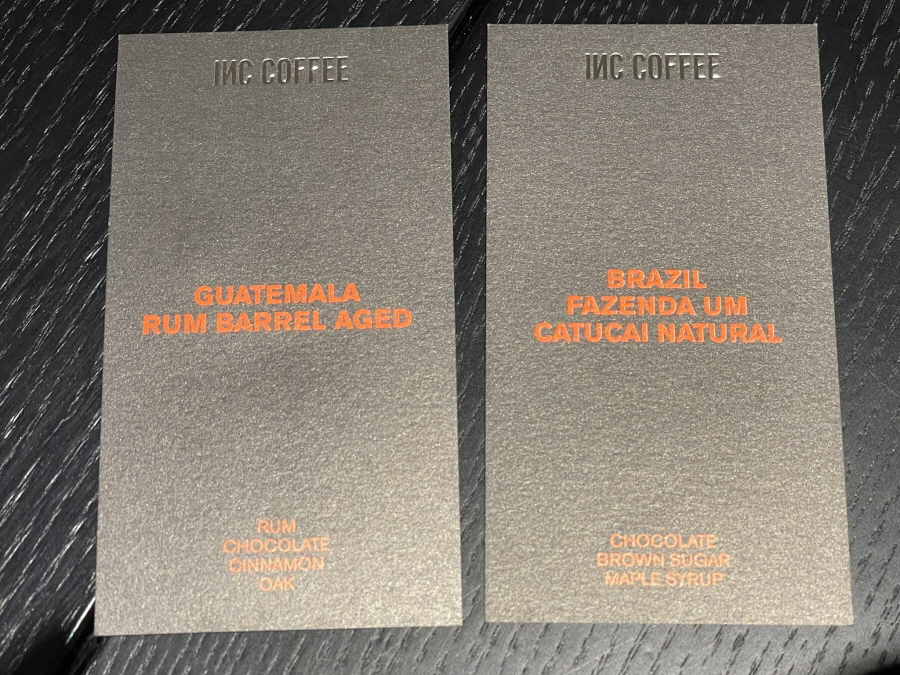 INC COFFEE
GUATEMALA
RUM BARREL AGED
RUM
CHOCOLATE
CINNAMON
OAK
INC COFFEE
BRAZIL
FAZENDA UM
CATUCAI NATURAL
CHOCOLATE
BROWN SUGAR
MAPLE SYRUP